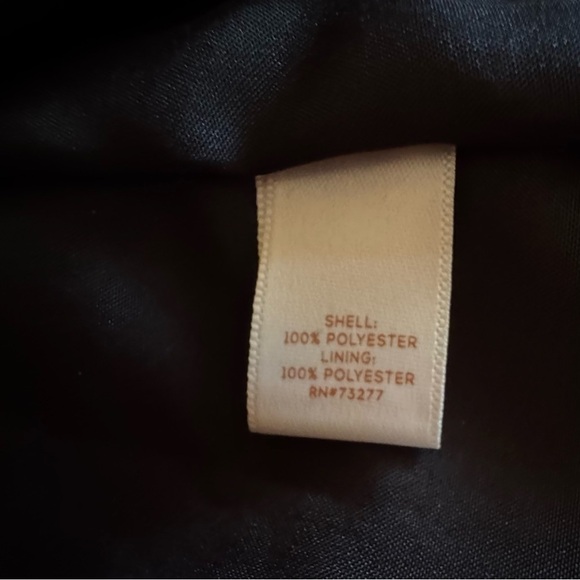 SHELL:
100% POLYESTER
LINING:
100% POLYESTER
RN#73277